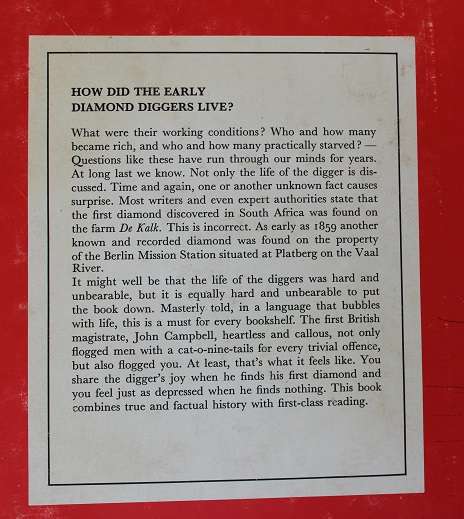 HOW DID THE EARLY
DIAMOND DIGGERS LIVE?
What were their working conditions? Who and how many
became rich, and who and how many practically starved? —
Questions like these have run through our minds for years.
At long last we know. Not only the life of the digger is dis-
cussed. Time and again, one or another unknown fact causes
surprise. Most writers and even expert authorities state that
the first diamond discovered in South Africa was found on
the farm De Kalk. This is incorrect. As early as 1859 another
known and recorded diamond was found on the property
of the Berlin Mission Station situated at Platberg on the Vaal
River.
It might well be that the life of the diggers was hard and
unbearable, but it is equally hard and unbearable to put
the book down. Masterly told, in a language that bubbles
with life, this is a must for every bookshelf. The first British
magistrate, John Campbell, heartless and callous, not only
flogged men with a cat-o-nine-tails for every trivial offence,
but also flogged you. At least, that's what it feels like. You
share the digger's joy when he finds his first diamond and
you feel just as depressed when he finds nothing. This book
combines true and factual history with first-class reading.